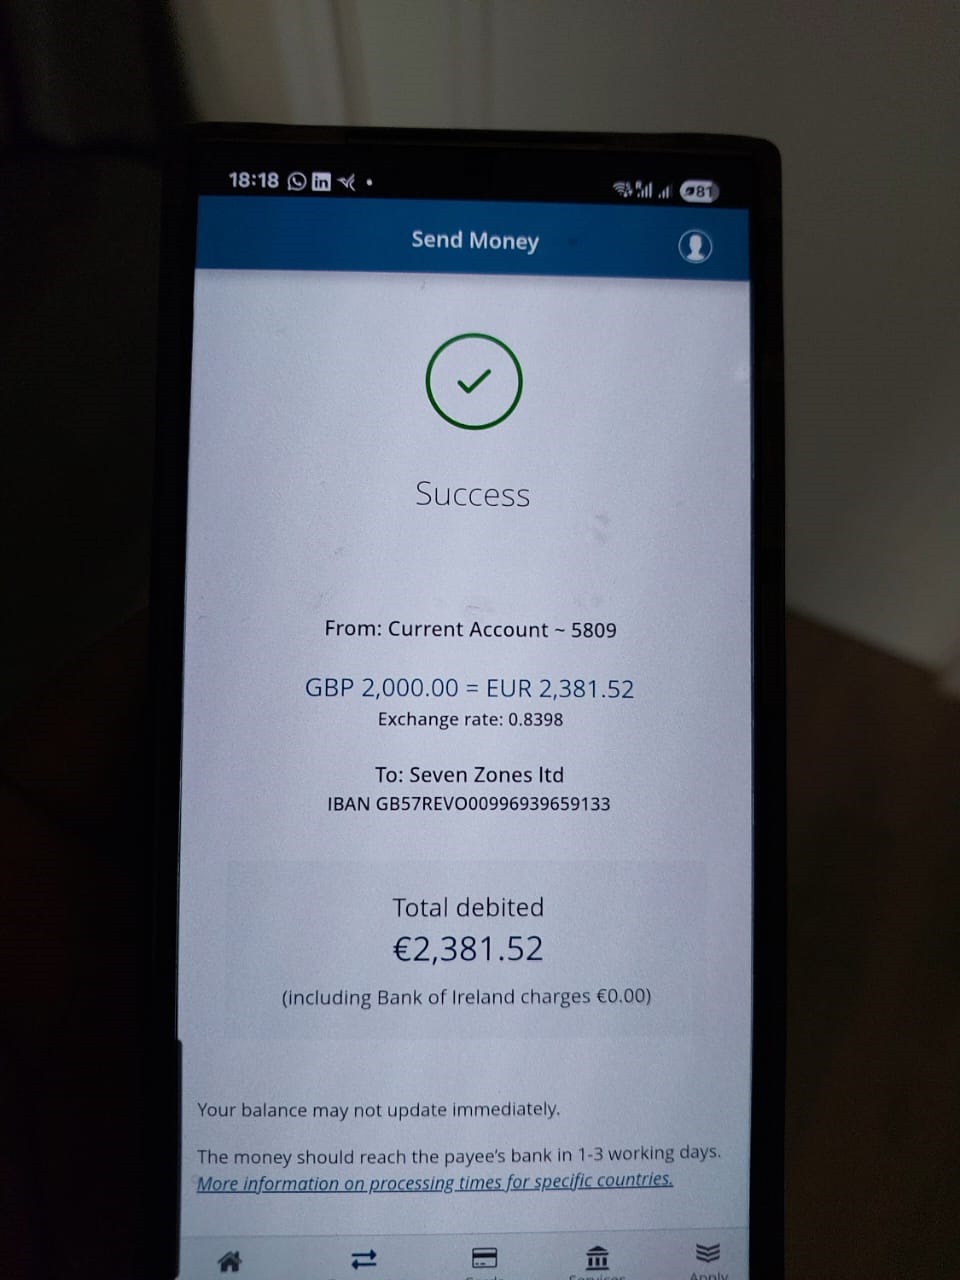 18:18
81
Send Money
Success
From: Current Account ~ 5809
GBP 2,000.00 = EUR 2,381.52
Exchange rate: 0.8398
To: Seven Zones ltd
IBAN GB57REVO00996939659133
Total debited
€2,381.52
(including Bank of Ireland charges €0.00)
Your balance may not update immediately.
The money should reach the payee's bank in 1-3 working days.
More information on processing times for specific countries.
Apply